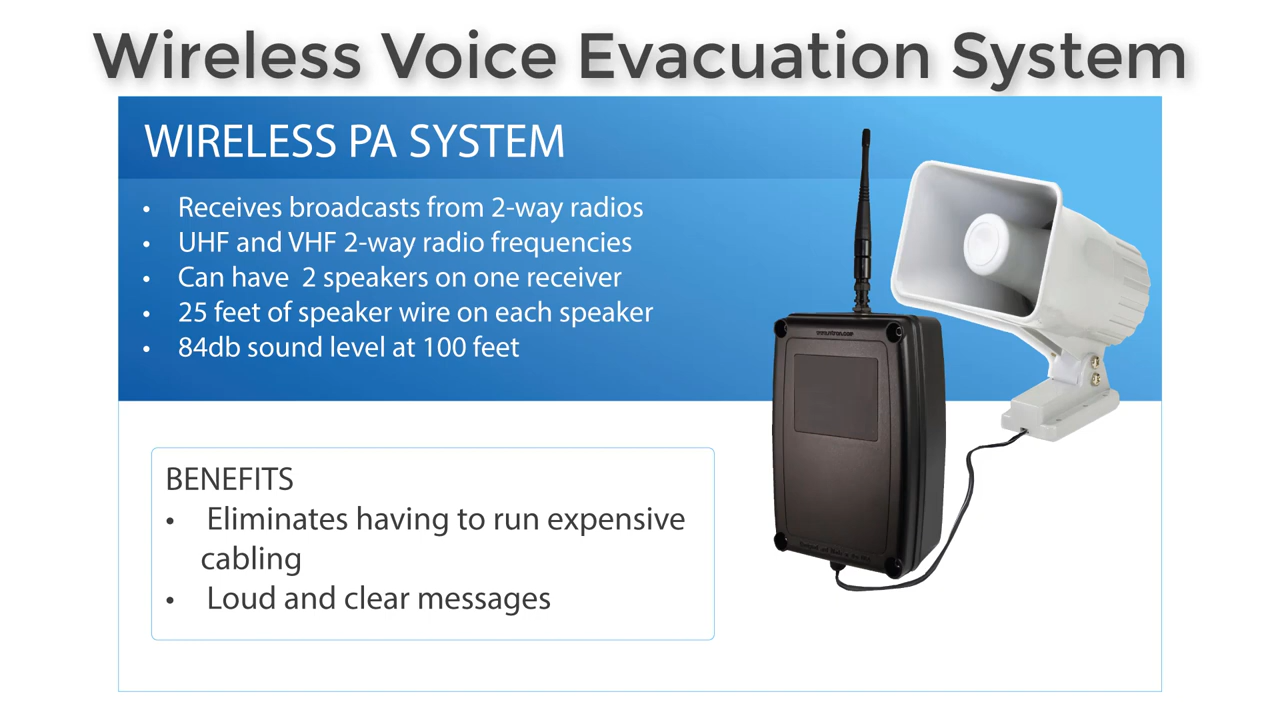 Wireless Voice Evacuation System
WIRELESS PA SYSTEM
• Receives broadcasts from 2-way radios
• UHF and VHF 2-way radio frequencies
• Can have 2 speakers on one receiver
• 25 feet of speaker wire on each speaker
• 84db sound level at 100 feet
BENEFITS
• Eliminates having to run expensive
cabling
• Loud and clear messages